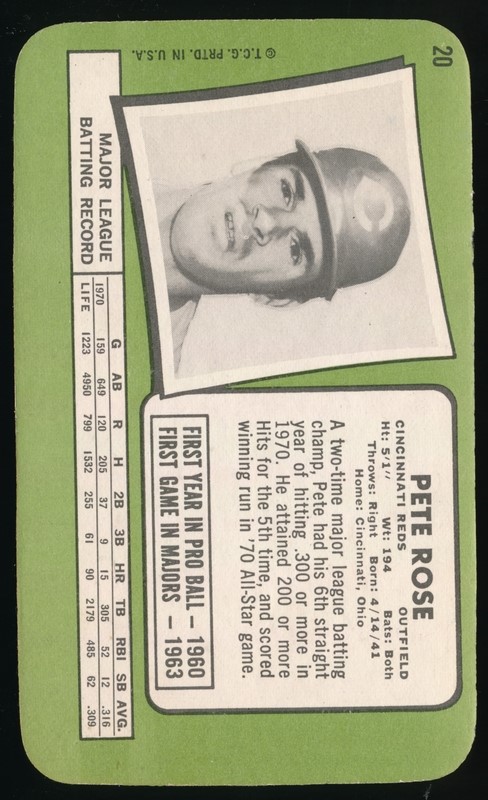 20
PETE ROSE
CINCINNATI REDS OUTFIELD
Ht: 5/1'' Wt: 194 Bats: Both
Throws: Right Born: 4/14/41
Home: Cincinnati, Ohio
A two-time major league batting
champ, Pete had his 6th straight
year of hitting .300 or more in
1970. He attained 200 or more
Hits for the 5th time, and scored
winning run in '70 All-Star game.
FIRST YEAR IN PRO BALL — 1960
FIRST GAME IN MAJORS — 1963
C
MAJOR LEAGUE
BATTING RECORD
G AB R H 2B 3B HR TB RBI SB AVG.
1970 159 649 120 205 37 9 15 305 52 12 .316
LIFE 1223 4950 799 1532 255 61 90 2179 485 62 .309
© T.C.G. PRTD. IN U.S.A.